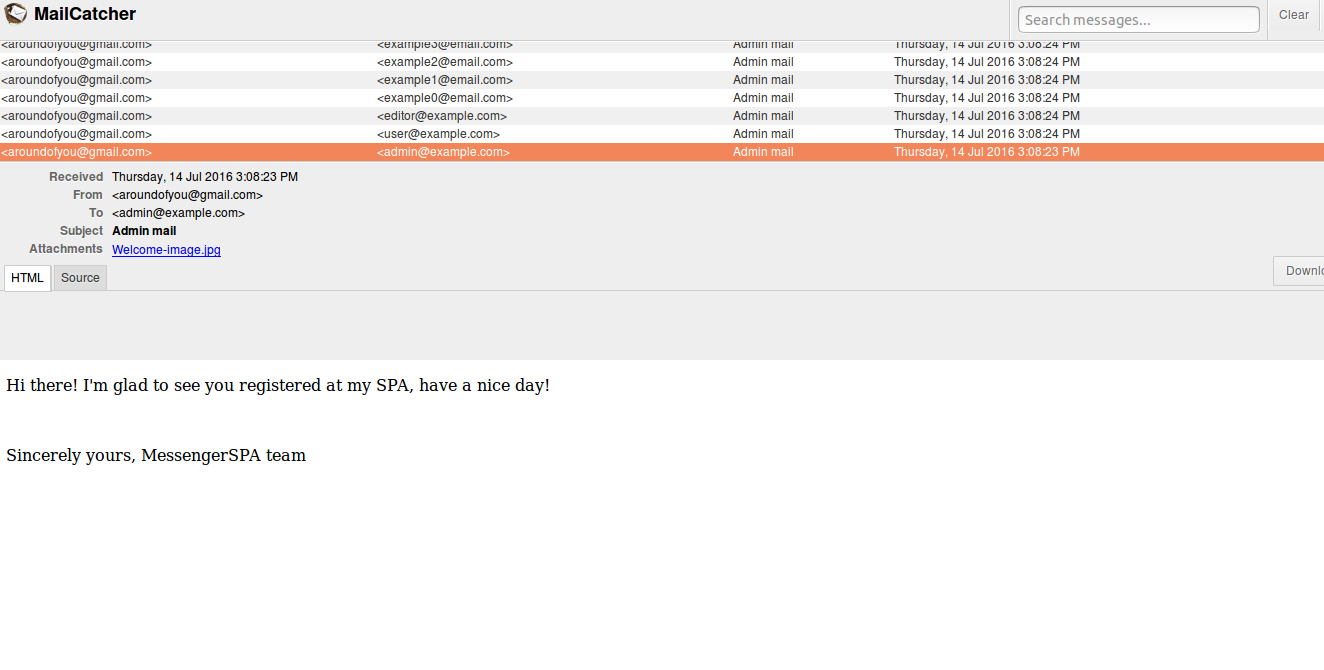 MailCatcher
Search messages...
Clear
<aroundofyou@gmail.com> <example3@email.com> Admin mail Thursday, 14 Jul 2016 3:08:24 PM
<aroundofyou@gmail.com> <example2@email.com> Admin mail Thursday, 14 Jul 2016 3:08:24 PM
<aroundofyou@gmail.com> <example1@email.com> Admin mail Thursday, 14 Jul 2016 3:08:24 PM
<aroundofyou@gmail.com> <example0@email.com> Admin mail Thursday, 14 Jul 2016 3:08:24 PM
<aroundofyou@gmail.com> <editor@example.com> Admin mail Thursday, 14 Jul 2016 3:08:24 PM
<aroundofyou@gmail.com> <user@example.com> Admin mail Thursday, 14 Jul 2016 3:08:24 PM
<aroundofyou@gmail.com> <admin@example.com> Admin mail Thursday, 14 Jul 2016 3:08:23 PM
Received Thursday, 14 Jul 2016 3:08:23 PM
From <aroundofyou@gmail.com>
To <admin@example.com>
Subject Admin mail
Attachments Welcome-image.jpg
HTML Source
Downlo
Hi there! I'm glad to see you registered at my SPA, have a nice day!
Sincerely yours, MessengerSPA team